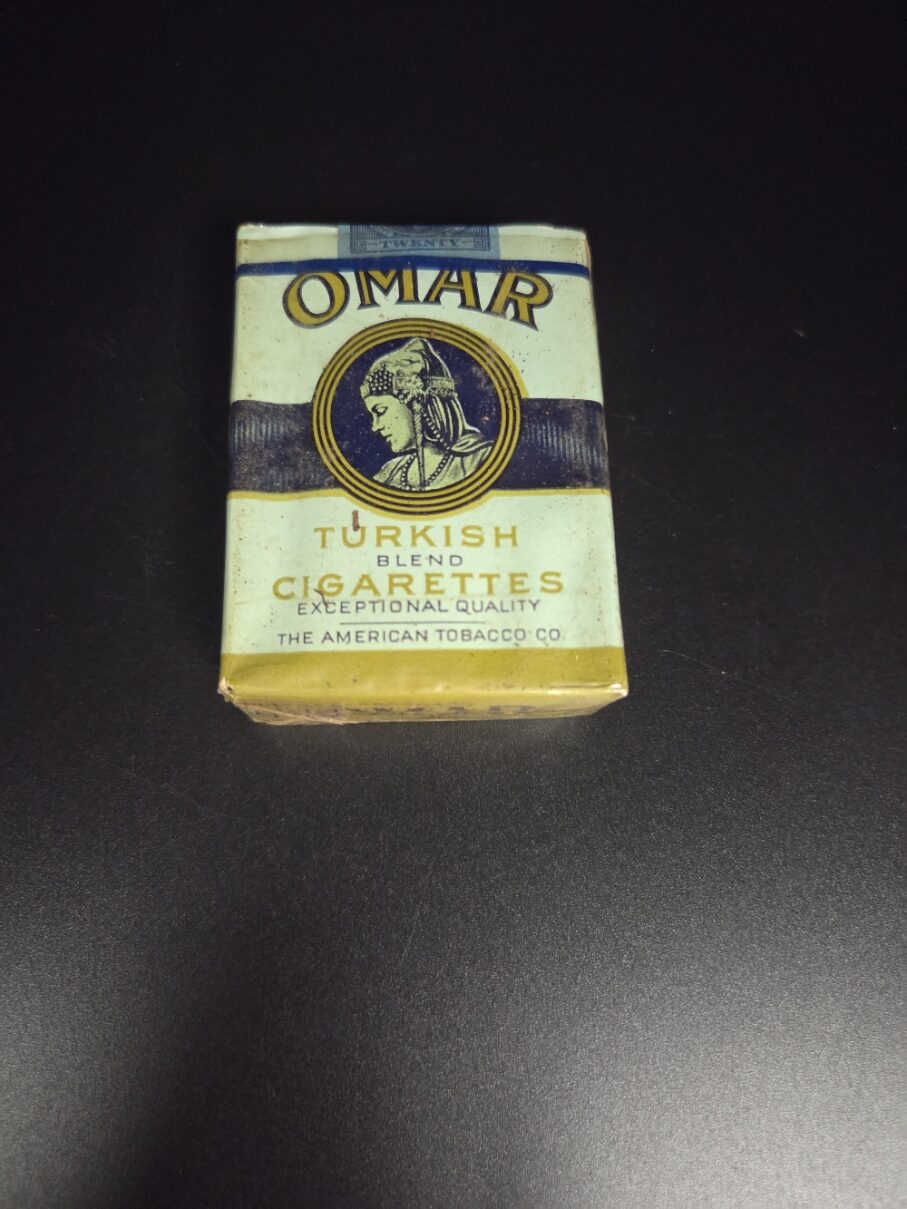 TWENTY
OMAR
TURKISH
BLEND
CIGARETTES
EXCEPTIONAL QUALITY
THE AMERICAN TOBACCO CO.